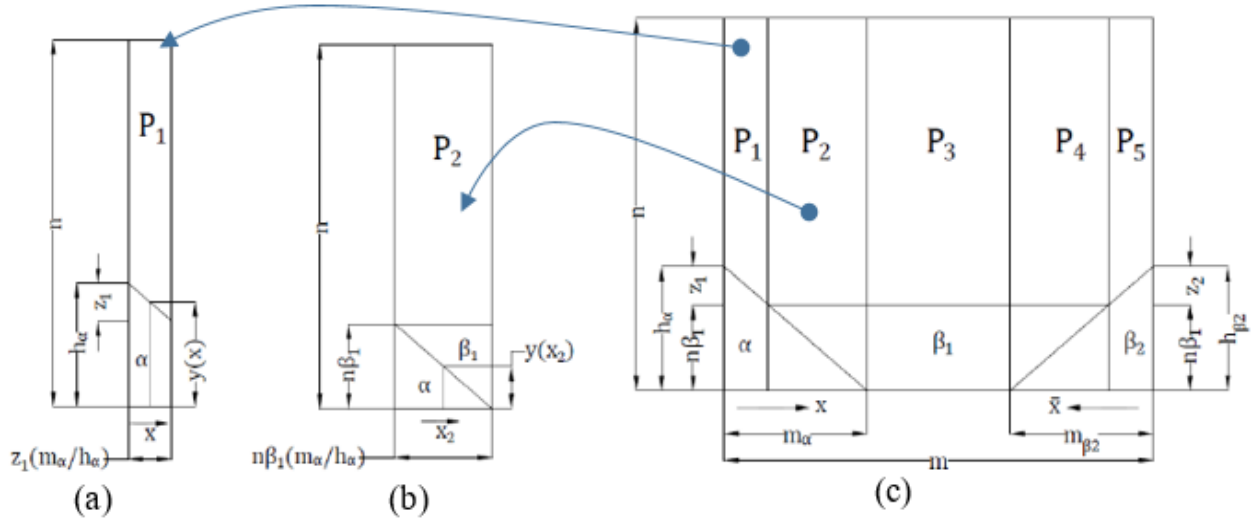 P₁
n
z₁
hα
α
y(x)
x
z₁(mα/hα)
(a)
P₂
n
nβ₁
β₁
α
y(x₂)
x₂
nβ₁(mα/hα)
(b)
P₁ P₂ P₃ P₄ P₅
n
z₁
hα
nβ₁
α
β₁
β₂
z₂
nβ₁
hβ2
x
x̄
mα
mβ2
m
(c)